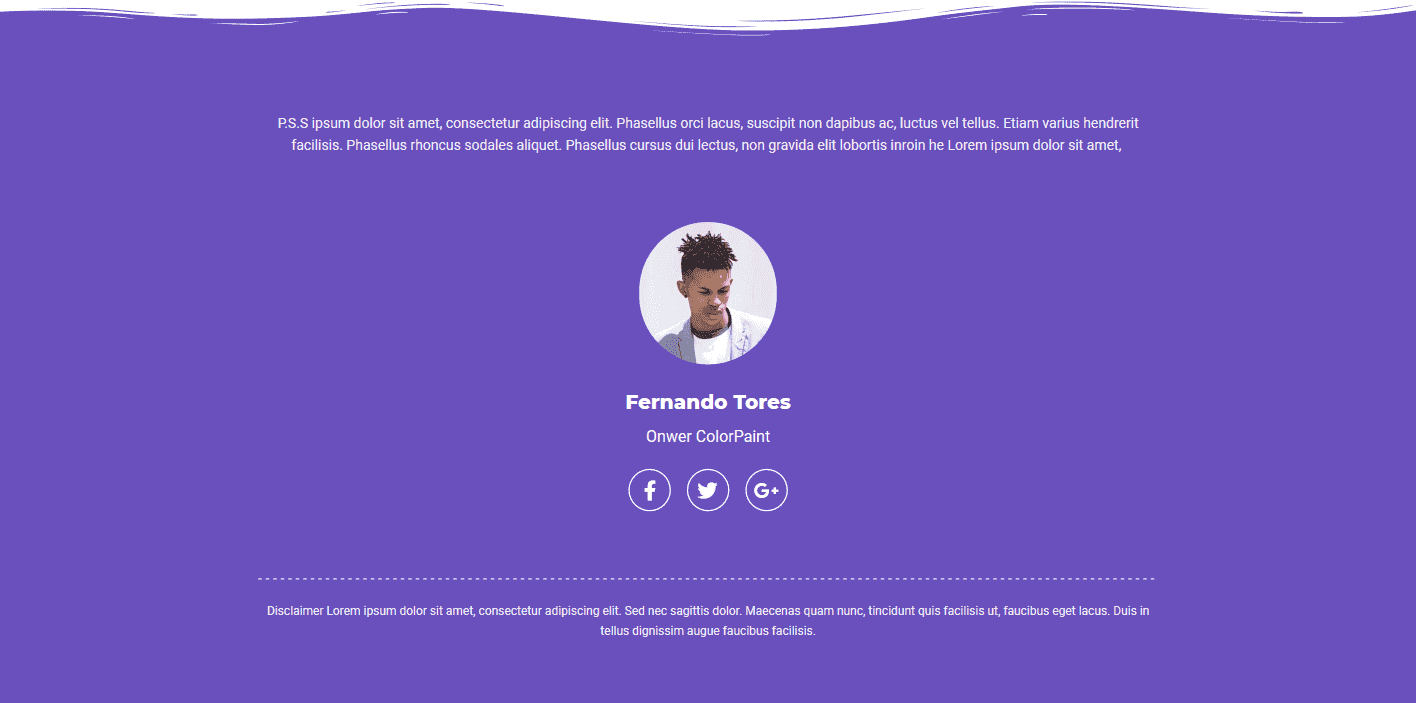 P.S.S ipsum dolor sit amet, consectetur adipiscing elit. Phasellus orci lacus, suscipit non dapibus ac, luctus vel tellus. Etiam varius hendrerit
facilisis. Phasellus rhoncus sodales aliquet. Phasellus cursus dui lectus, non gravida elit lobortis inroin he Lorem ipsum dolor sit amet,
Fernando Tores
Onwer ColorPaint
G+
Disclaimer Lorem ipsum dolor sit amet, consectetur adipiscing elit. Sed nec sagittis dolor. Maecenas quam nunc, tincidunt quis facilisis ut, faucibus eget lacus. Duis in
tellus dignissim augue faucibus facilisis.